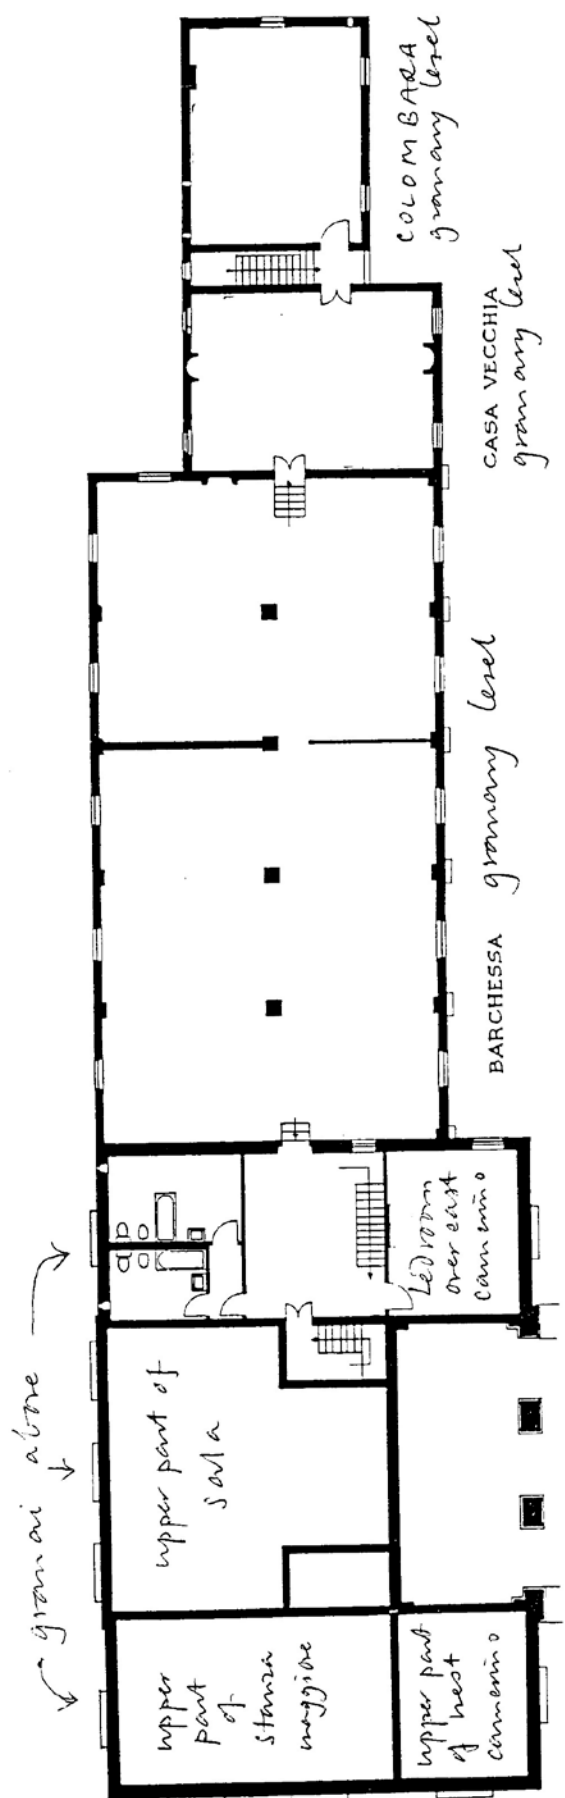 COLOMBARA
granary level
CASA VECCHIA
granary level
BARCHESSA granary level
granai above
bedroom
over east
camerino
upper part of
sala
upper
part
of
stanza
maggiore
upper part
of west
camerino